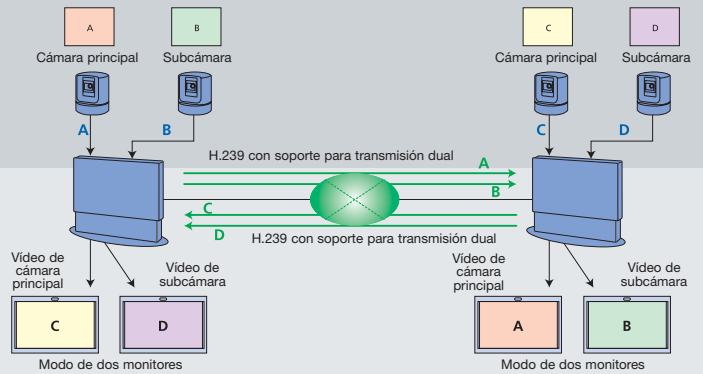 A
B
C
D
Cámara principal
Subcámara
Cámara principal
Subcámara
A
B
C
D
H.239 con soporte para transmisión dual
A
B
C
D
H.239 con soporte para transmisión dual
Vídeo de
cámara
principal
Vídeo de
subcámara
Vídeo de
cámara
principal
Vídeo de
subcámara
C
D
A
B
Modo de dos monitores
Modo de dos monitores